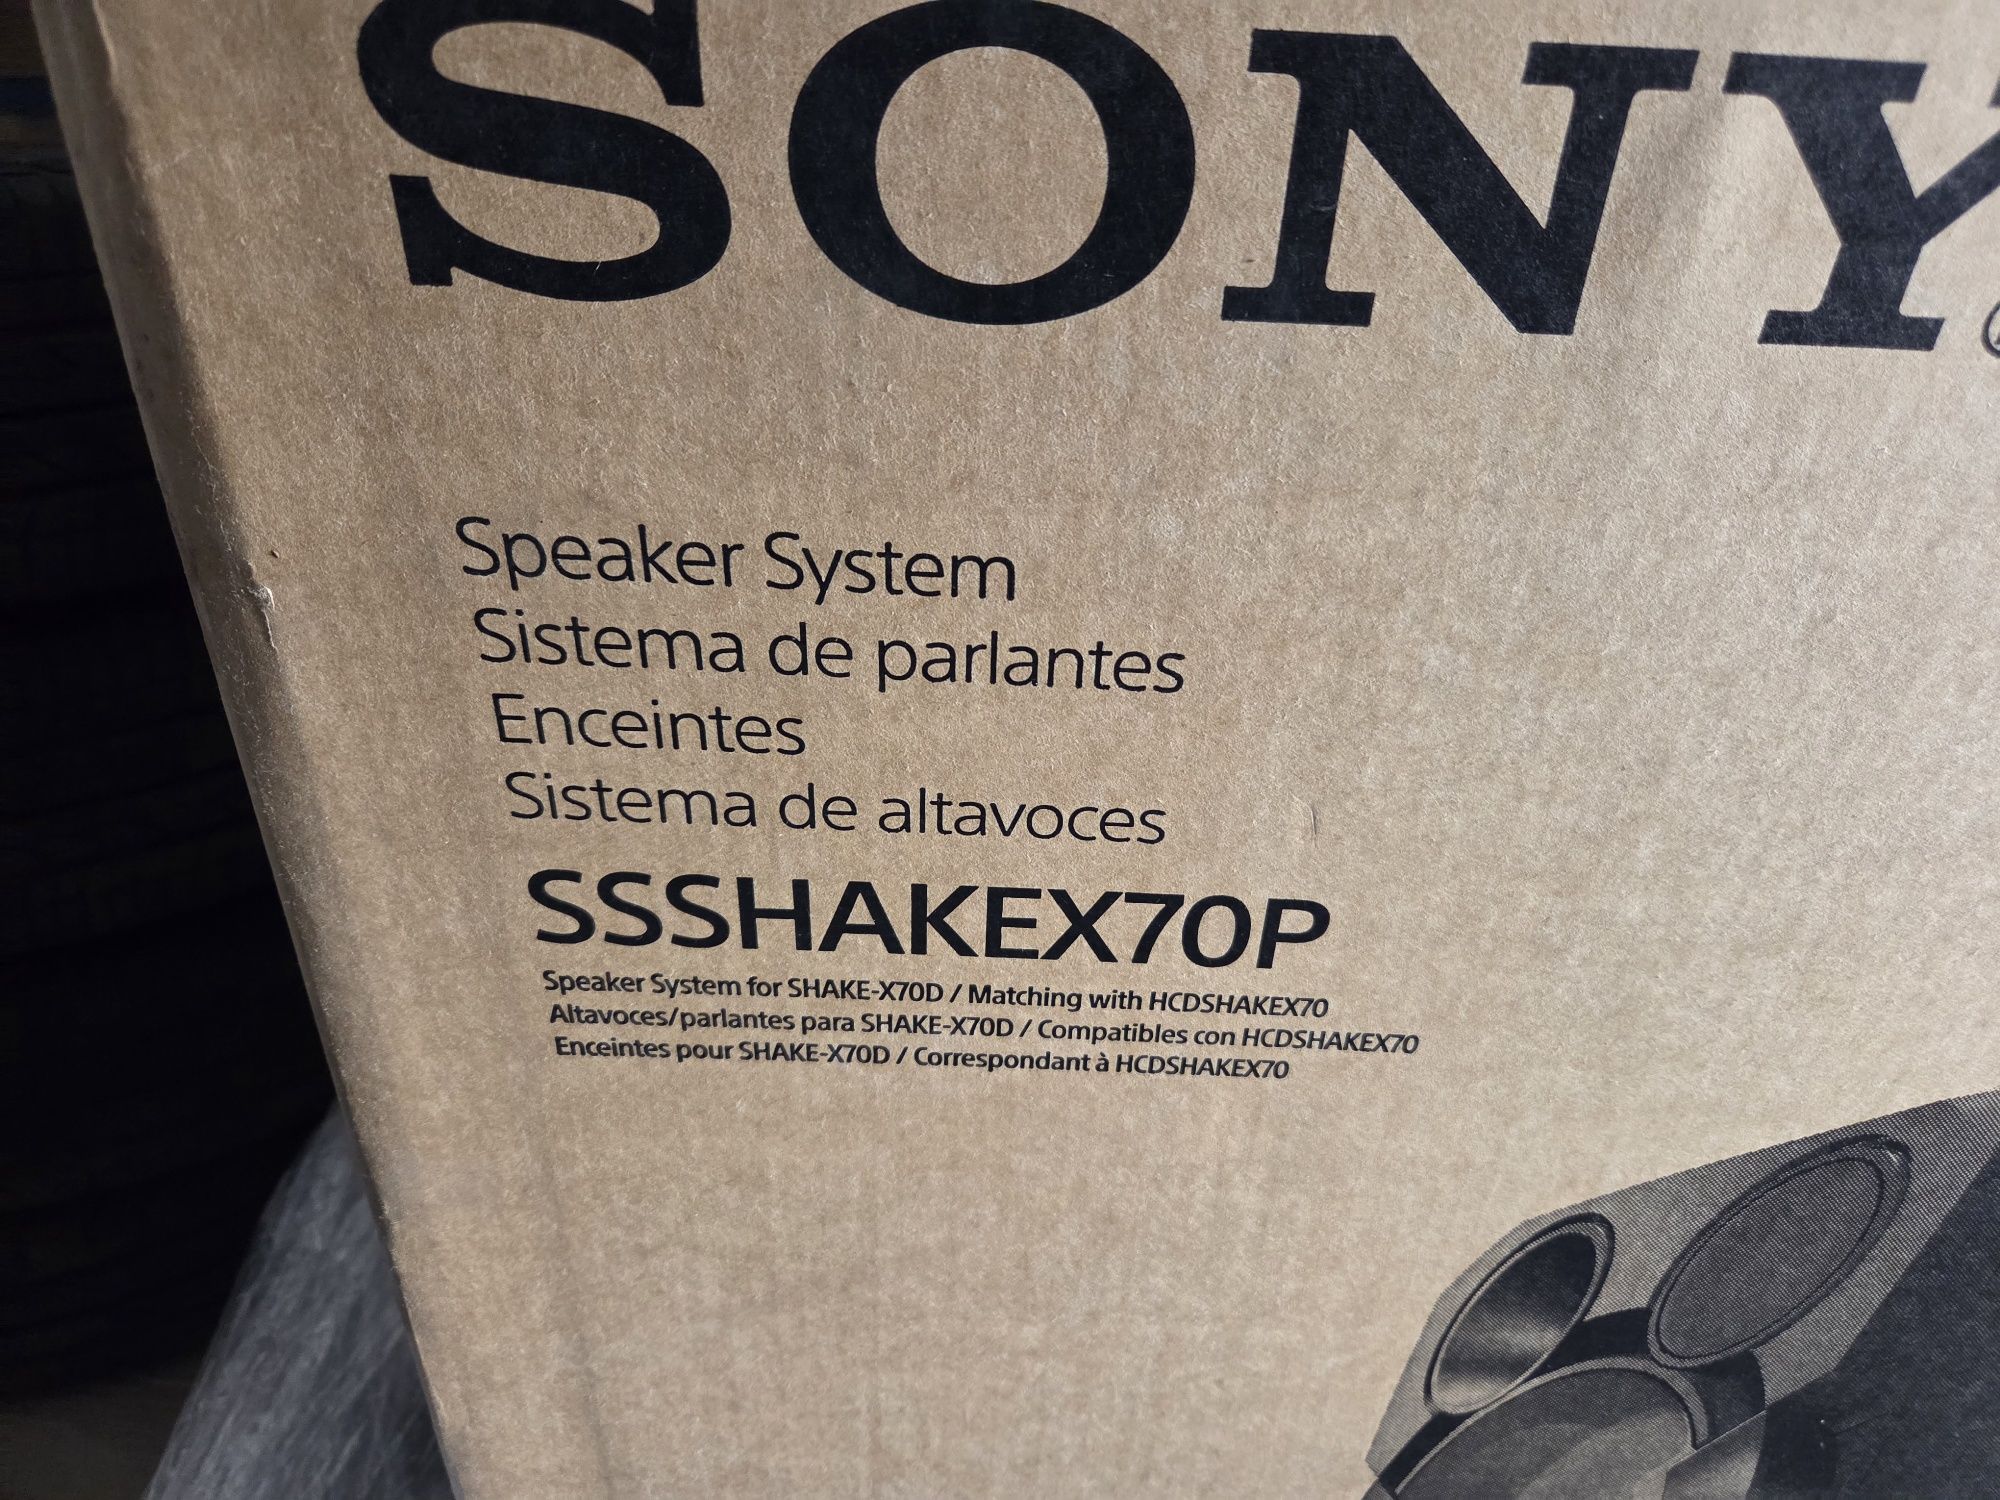 SONY
Speaker System
Sistema de parlantes
Enceintes
Sistema de altavoces
SSSHAKEX70P
Speaker System for SHAKE-X70D / Matching with HCDSHAKEX70
Altavoces/parlantes para SHAKE-X70D / Compatibles con HCDSHAKEX70
Enceintes pour SHAKE-X70D / Correspondant à HCDSHAKEX70